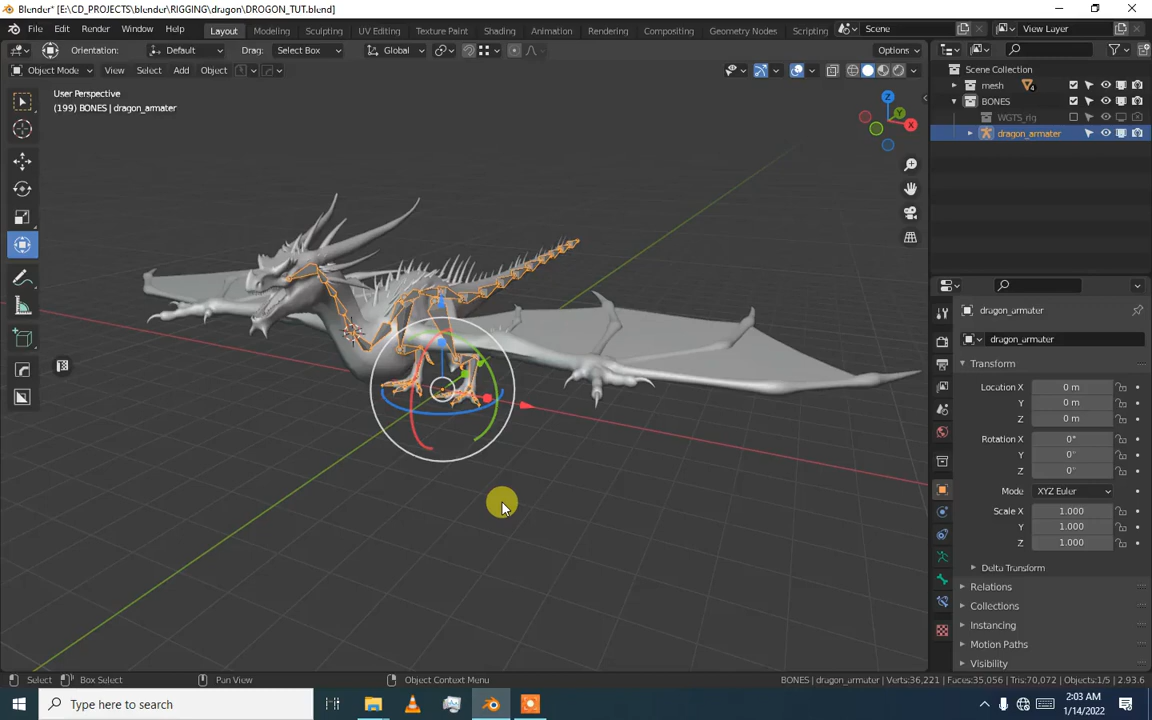 Blender* [E:\CD_PROJECTS\blender\RIGGING\dragon\DROGON_TUT.blend]
File Edit Render Window Help Layout Modeling Sculpting UV Editing Texture Paint Shading Animation Rendering Compositing Geometry Nodes Scripting Scene View Layer
Orientation: Default Drag: Select Box Global Options
Object Mode View Select Add Object
User Perspective
(199) BONES | dragon_armater
Z
Y
X
Scene Collection
mesh 4
BONES
WGTS_rig
dragon_armater
dragon_armater
dragon_armater
Transform
Location X 0 m
Y 0 m
Z 0 m
Rotation X 0°
Y 0°
Z 0°
Mode XYZ Euler
Scale X 1.000
Y 1.000
Z 1.000
Delta Transform
Relations
Collections
Instancing
Motion Paths
Visibility
Select Box Select Pan View Object Context Menu BONES | dragon_armater | Verts:36,221 | Faces:35,056 | Tris:70,072 | Objects:1/5 | 2.93.6
Type here to search
2:03 AM
1/14/2022